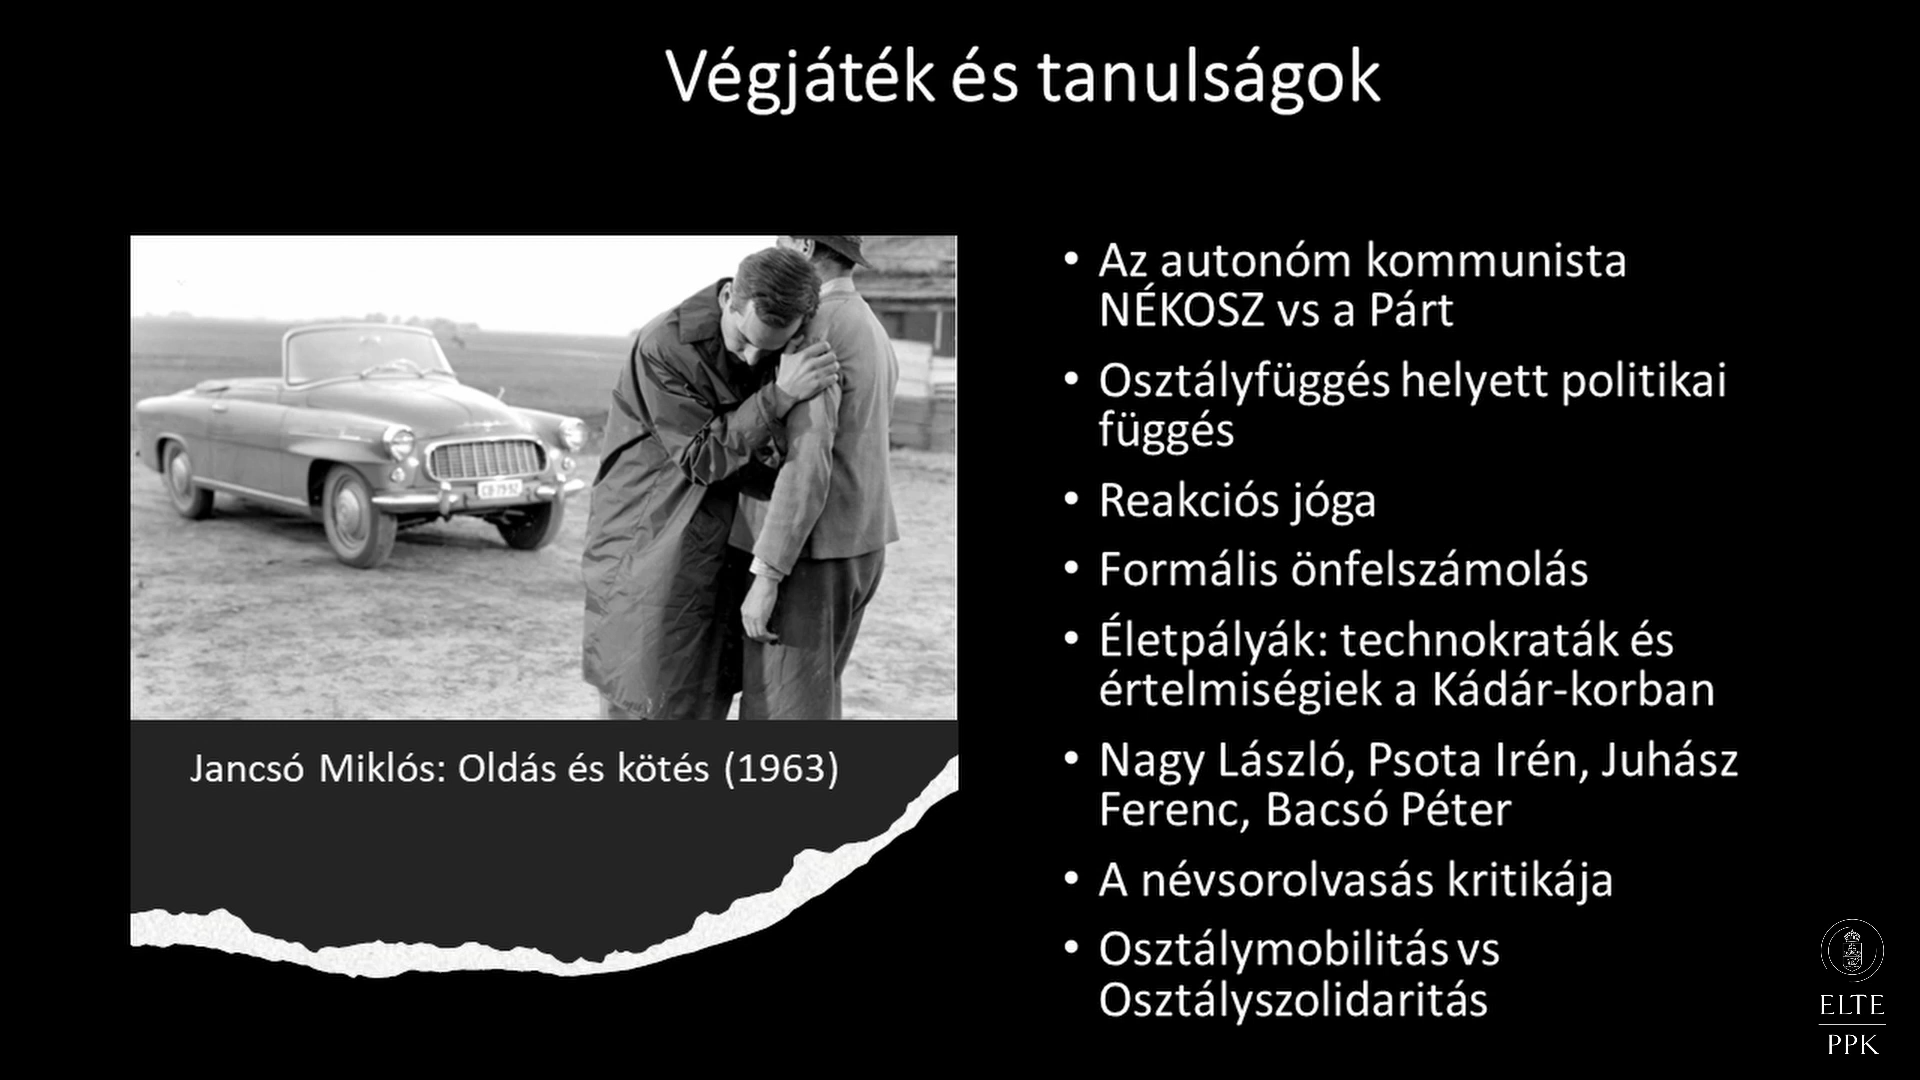 Végjáték és tanulságok
Jancsó Miklós: Oldás és kötés (1963)
• Az autonóm kommunista
NÉKOSZ vs a Párt
• Osztályfüggés helyett politikai
függés
• Reakciós jóga
• Formális önfelszámolás
• Életpályák: technokraták és
értelmiségiek a Kádár-korban
• Nagy László, Psota Irén, Juhász
Ferenc, Bacsó Péter
• A névsorolvasás kritikája
• Osztálymobilitás vs
Osztályszolidaritás
ELTE
PPK